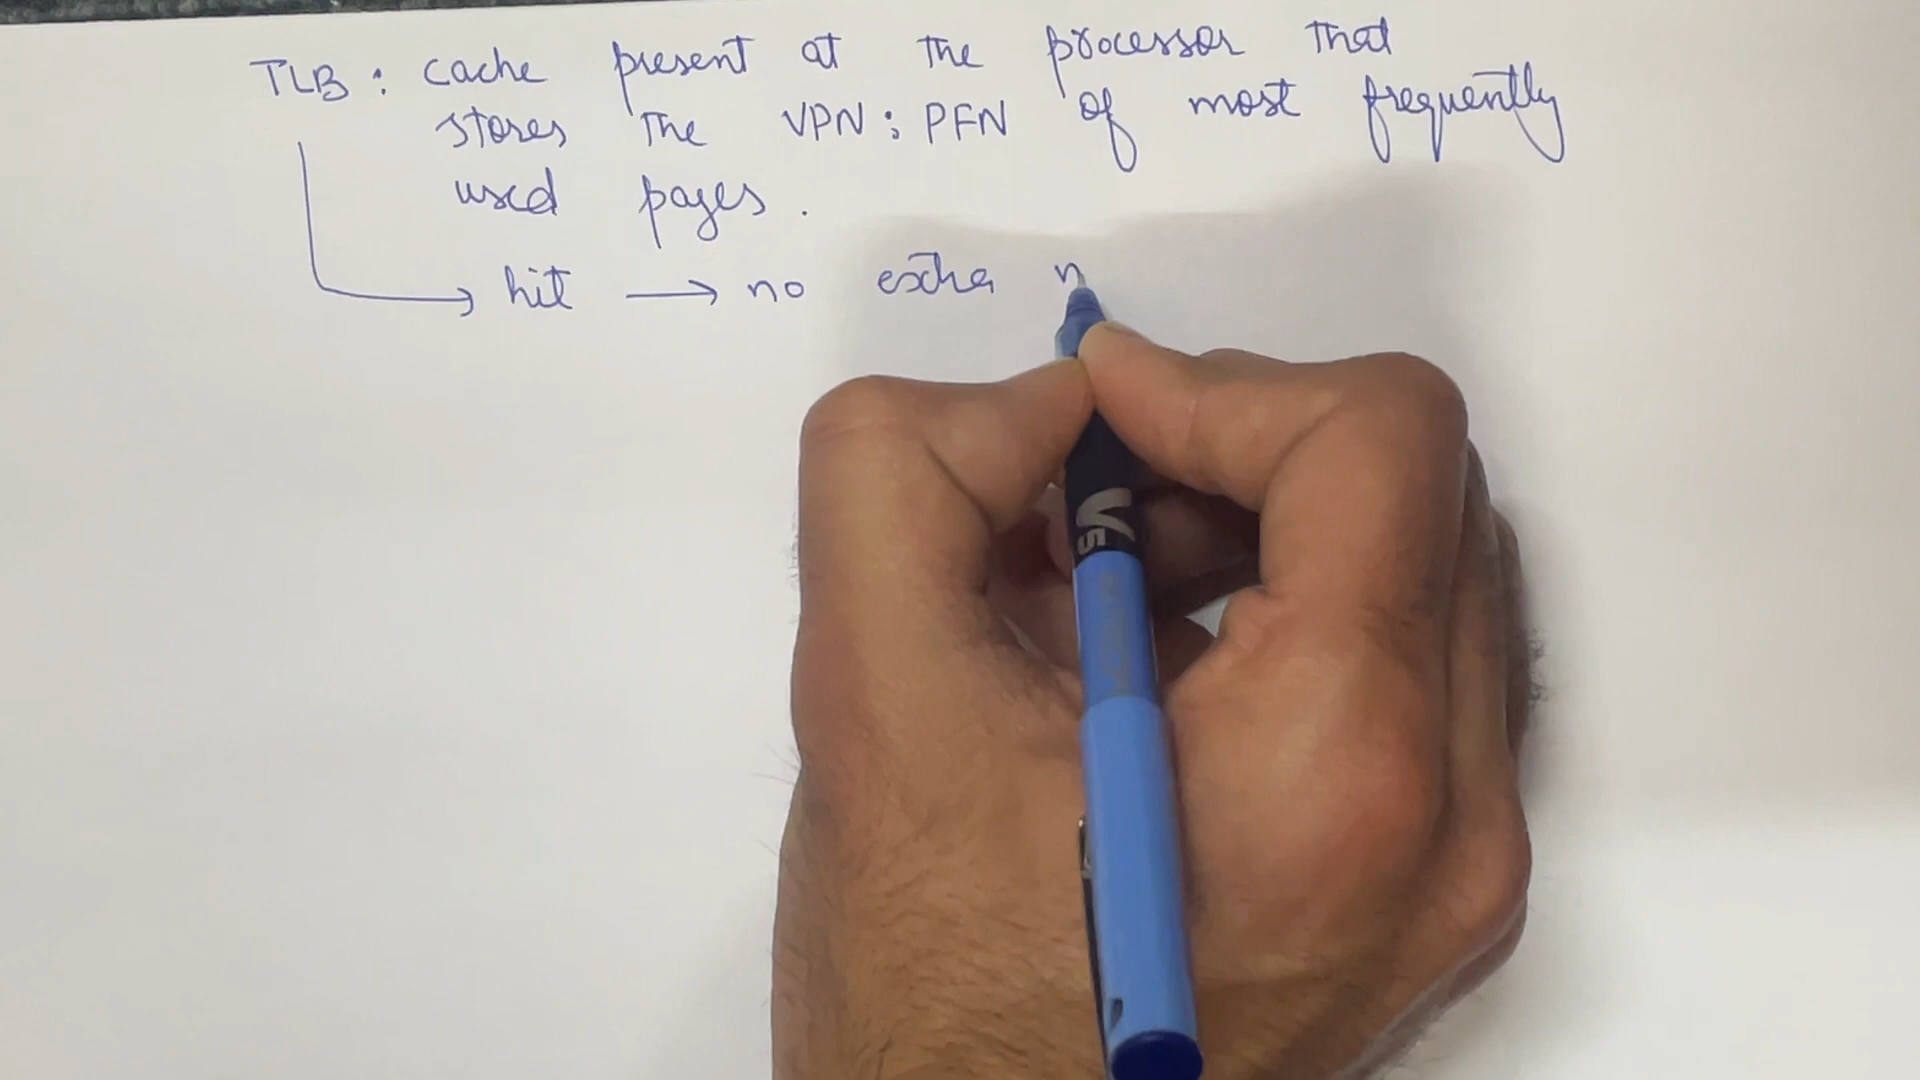 TLB : cache present at the processor that
stores the VPN : PFN of most frequently
used pages .
hit → no extra
V5